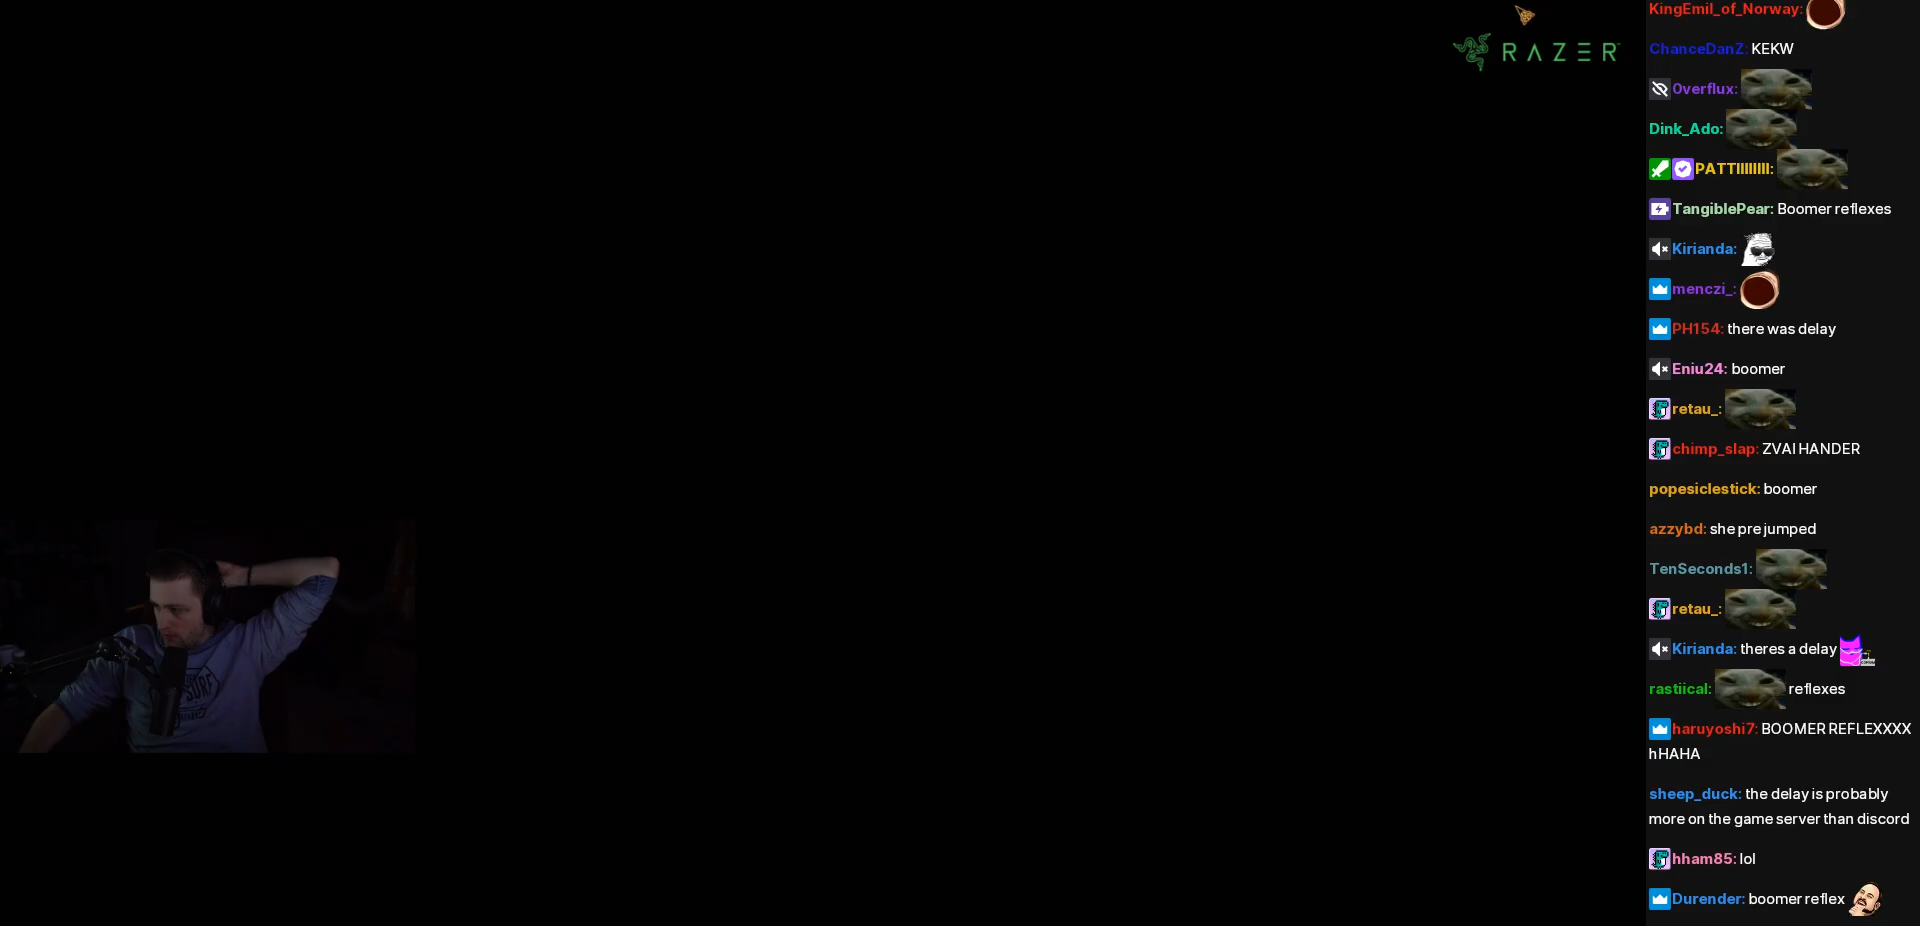 RAZER
KingEmil_of_Norway:
ChanceDanZ: KEKW
0verflux:
Dink_Ado:
PATTIIIIIIII:
TangiblePear: Boomer reflexes
Kirianda:
menczi_:
PH154: there was delay
Eniu24: boomer
retau_:
chimp_slap: ZVAI HANDER
popesiclestick: boomer
azzybd: she pre jumped
TenSeconds1:
retau_:
Kirianda: theres a delay
rastiical: reflexes
haruyoshi7: BOOMER REFLEXXXX
hHAHA
sheep_duck: the delay is probably
more on the game server than discord
hham85: lol
Durender: boomer reflex